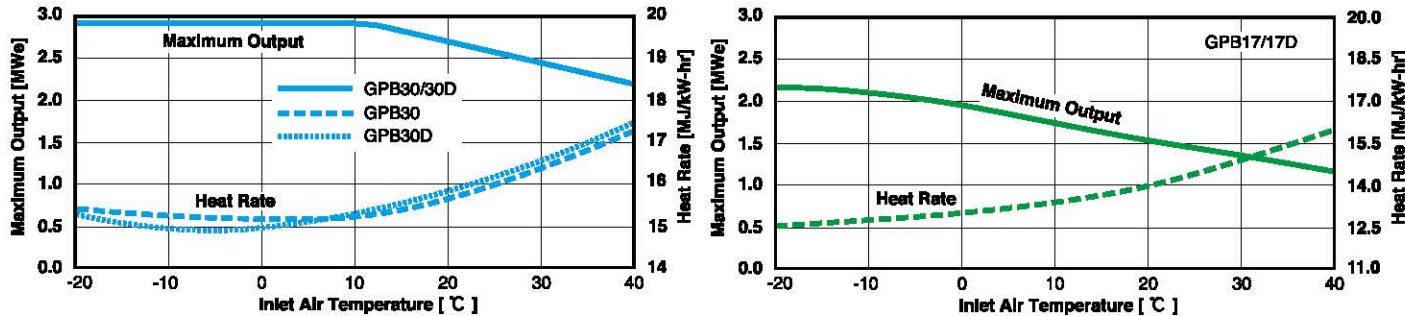 Maximum Output [MWe]
3.0
2.5
2.0
1.5
1.0
0.5
0.0
Maximum Output
GPB30/30D
GPB30
GPB30D
Heat Rate
20
19
18
17
16
15
14
Heat Rate [MJ/kW-hr]
-20 -10 0 10 20 30 40
Inlet Air Temperature [ ℃ ]
Maximum Output [MWe]
3.0
2.5
2.0
1.5
1.0
0.5
0.0
GPB17/17D
Maximum Output
Heat Rate
20.0
18.5
17.0
15.5
14.0
12.5
11.0
Heat Rate [MJ/kW-hr]
-20 -10 0 10 20 30 40
Inlet Air Temperature [ ℃ ]